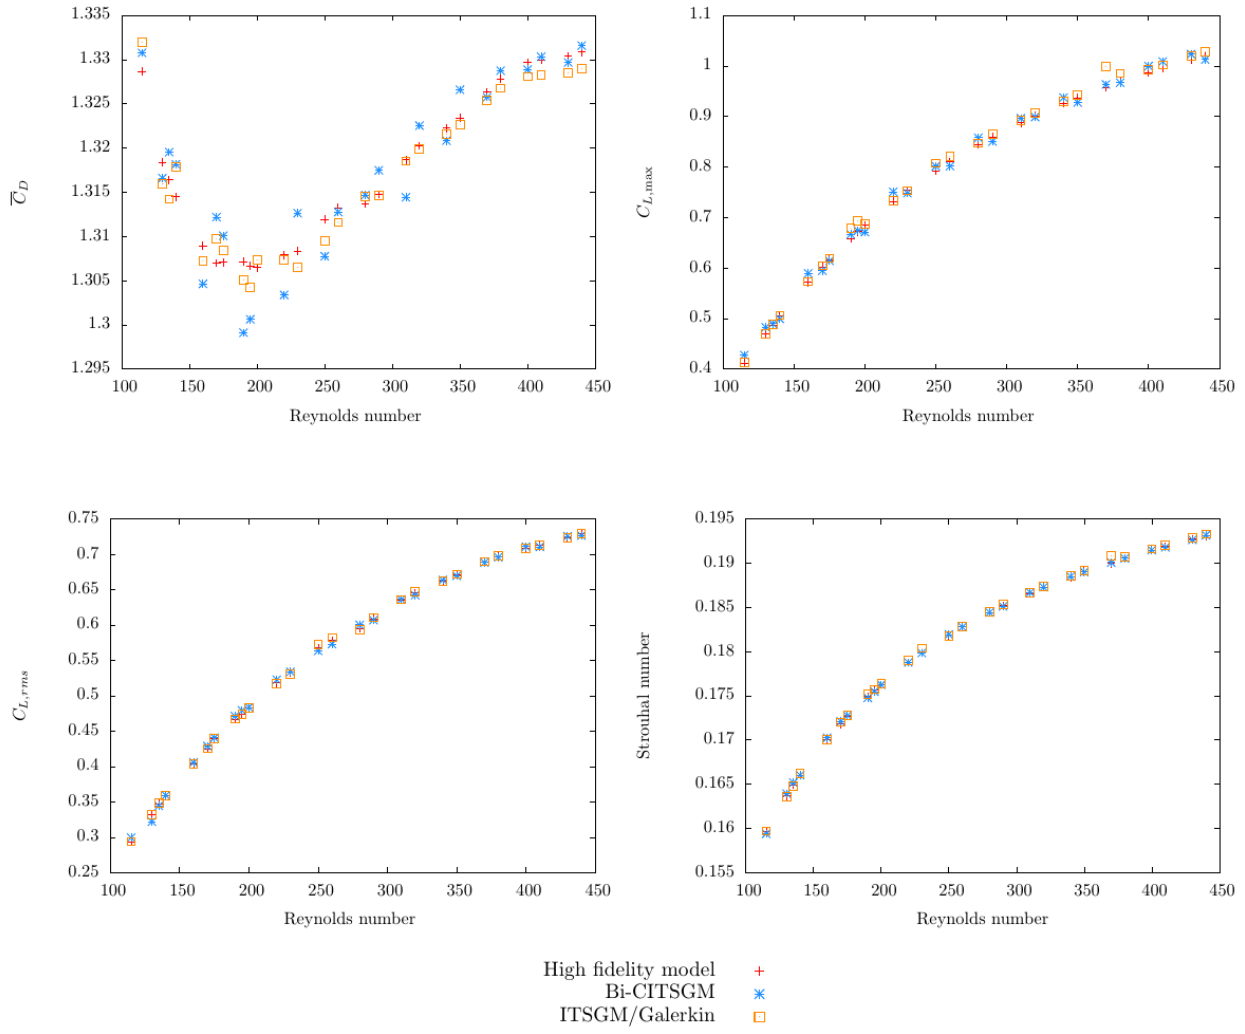 1.335
1.33
1.325
1.32
1.315
1.31
1.305
1.3
1.295
C̅_D
100 150 200 250 300 350 400 450
Reynolds number
1.1
1
0.9
0.8
0.7
0.6
0.5
0.4
C_{L,max}
100 150 200 250 300 350 400 450
Reynolds number
0.75
0.7
0.65
0.6
0.55
0.5
0.45
0.4
0.35
0.3
0.25
C_{L,rms}
100 150 200 250 300 350 400 450
Reynolds number
0.195
0.19
0.185
0.18
0.175
0.17
0.165
0.16
0.155
Strouhal number
100 150 200 250 300 350 400 450
Reynolds number
High fidelity model
Bi-CITSGM
ITSGM/Galerkin